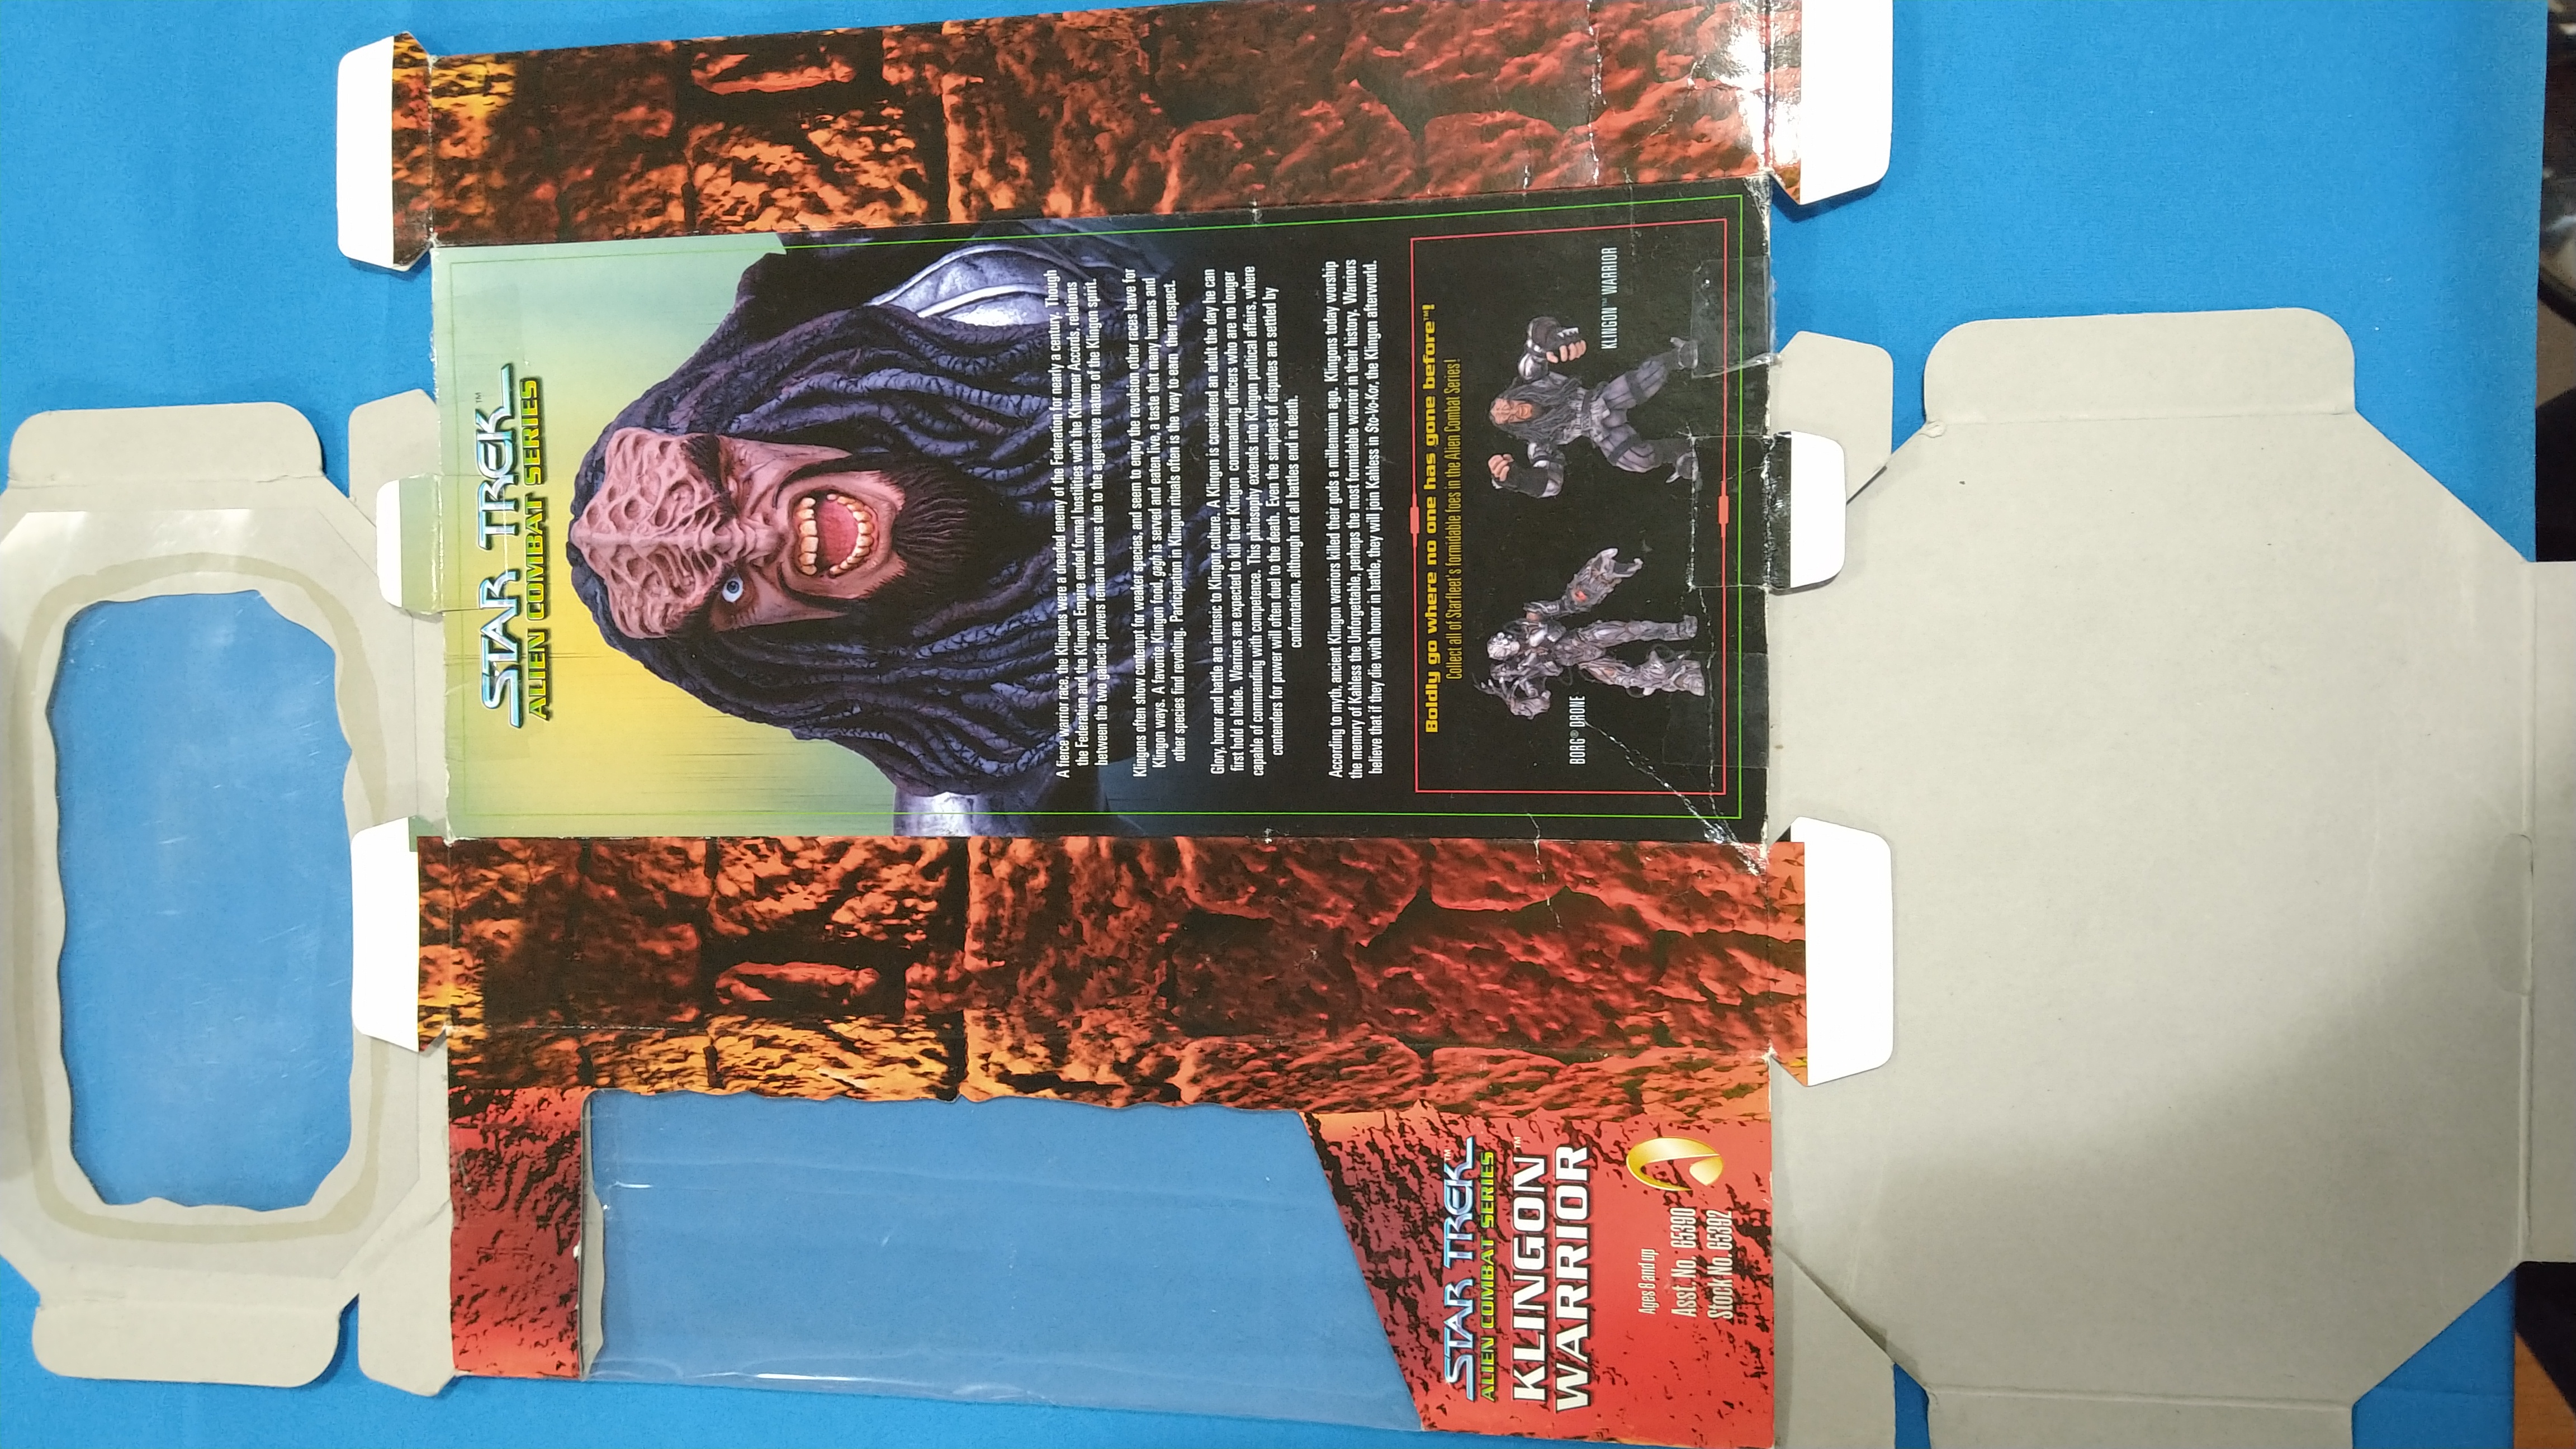 STAR TREK™
ALIEN COMBAT SERIES
A fierce warrior race, the Klingons were a dreaded enemy of the Federation for nearly a century. Though
the Federation and the Klingon Empire ended formal hostilities with the Khitomer Accords, relations
between the two galactic powers remain tenuous due to the aggressive nature of the Klingon spirit.
Klingons often show contempt for weaker species, and seem to enjoy the revulsion other races have for
Klingon ways. A favorite Klingon food, gagh is served and eaten live, a taste that many humans and
other species find revolting. Participation in Klingon rituals often is the way to earn their respect.
Glory, honor and battle are intrinsic to Klingon culture. A Klingon is considered an adult the day he can
first hold a blade. Warriors are expected to kill their Klingon commanding officers who are no longer
capable of commanding with competence. This philosophy extends into Klingon political affairs, where
contenders for power will often duel to the death. Even the simplest of disputes are settled by
confrontation, although not all battles end in death.
According to myth, ancient Klingon warriors killed their gods a millennium ago. Klingons today worship
the memory of Kahless the Unforgettable, perhaps the most formidable warrior in their history. Warriors
believe that if they die with honor in battle, they will join Kahless in Sto-Vo-Kor, the Klingon afterworld.
Boldly go where no one has gone before™!
Collect all of Starfleet's formidable foes in the Alien Combat Series!
BORG® DRONE
KLINGON™ WARRIOR
STAR TREK™
ALIEN COMBAT SERIES
KLINGON™
WARRIOR
Ages 8 and up
Asst. No. 65390
Stock No. 65392